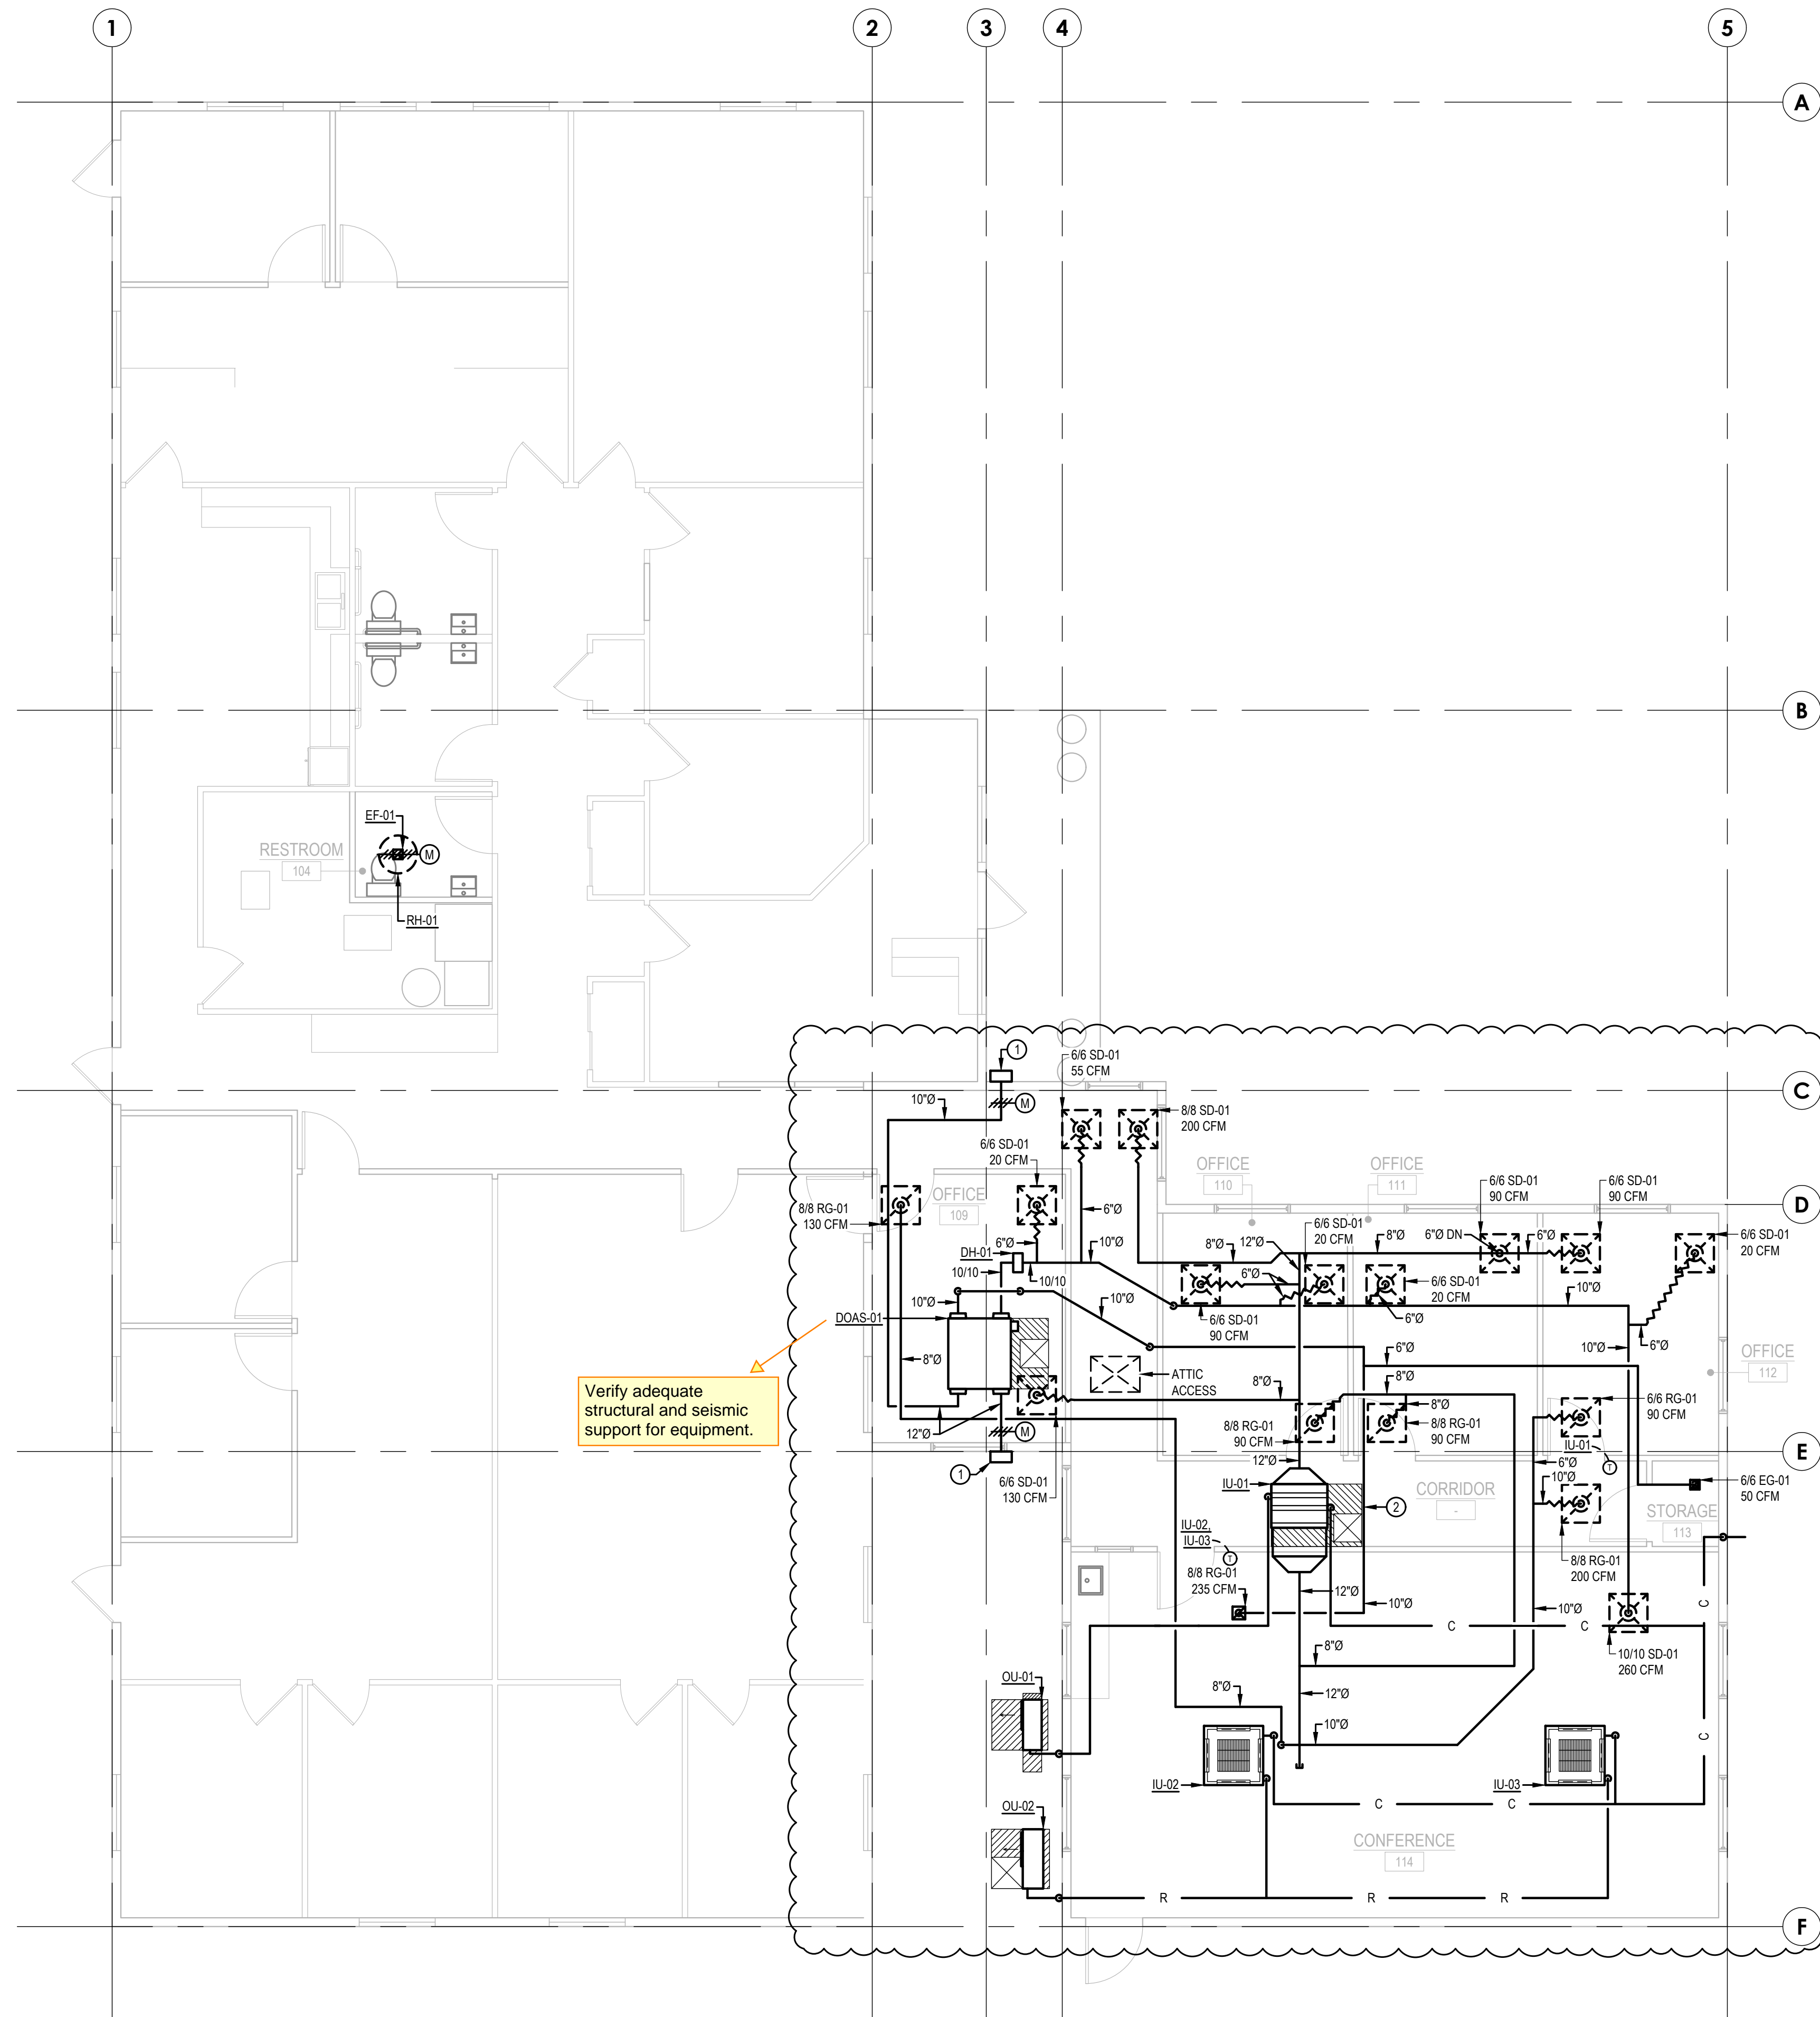 1
2
3
4
5
A
B
EF-01
M
RESTROOM
104
RH-01
1
6/6 SD-01
55 CFM
C
10"Ø
M
8/8 SD-01
200 CFM
6/6 SD-01
20 CFM
OFFICE
110
OFFICE
111
6/6 SD-01
90 CFM
6/6 SD-01
90 CFM
D
8/8 RG-01
130 CFM
OFFICE
109
6"Ø
6/6 SD-01
20 CFM
6/6 SD-01
20 CFM
6"Ø
DH-01
10"Ø
8"Ø
12"Ø
8"Ø
6"Ø DN
6"Ø
10/10
10/10
6"Ø
6/6 SD-01
20 CFM
10"Ø
10"Ø
10"Ø
6/6 SD-01
90 CFM
6"Ø
DOAS-01
10"Ø
6"Ø
8"Ø
6"Ø
OFFICE
112
ATTIC
ACCESS
8"Ø
8"Ø
Verify adequate
structural and seismic
support for equipment.
8"Ø
6/6 RG-01
90 CFM
12"Ø
M
8/8 RG-01
90 CFM
8/8 RG-01
90 CFM
IU-01
T
E
12"Ø
6"Ø
1
6/6 SD-01
130 CFM
IU-01
10"Ø
CORRIDOR
-
6/6 EG-01
50 CFM
2
STORAGE
113
IU-02,
IU-03
T
8/8 RG-01
235 CFM
8/8 RG-01
200 CFM
12"Ø
10"Ø
10"Ø
C
C
C
8"Ø
10/10 SD-01
260 CFM
OU-01
8"Ø
12"Ø
10"Ø
C
IU-02
IU-03
OU-02
C
C
CONFERENCE
114
R
R
R
F